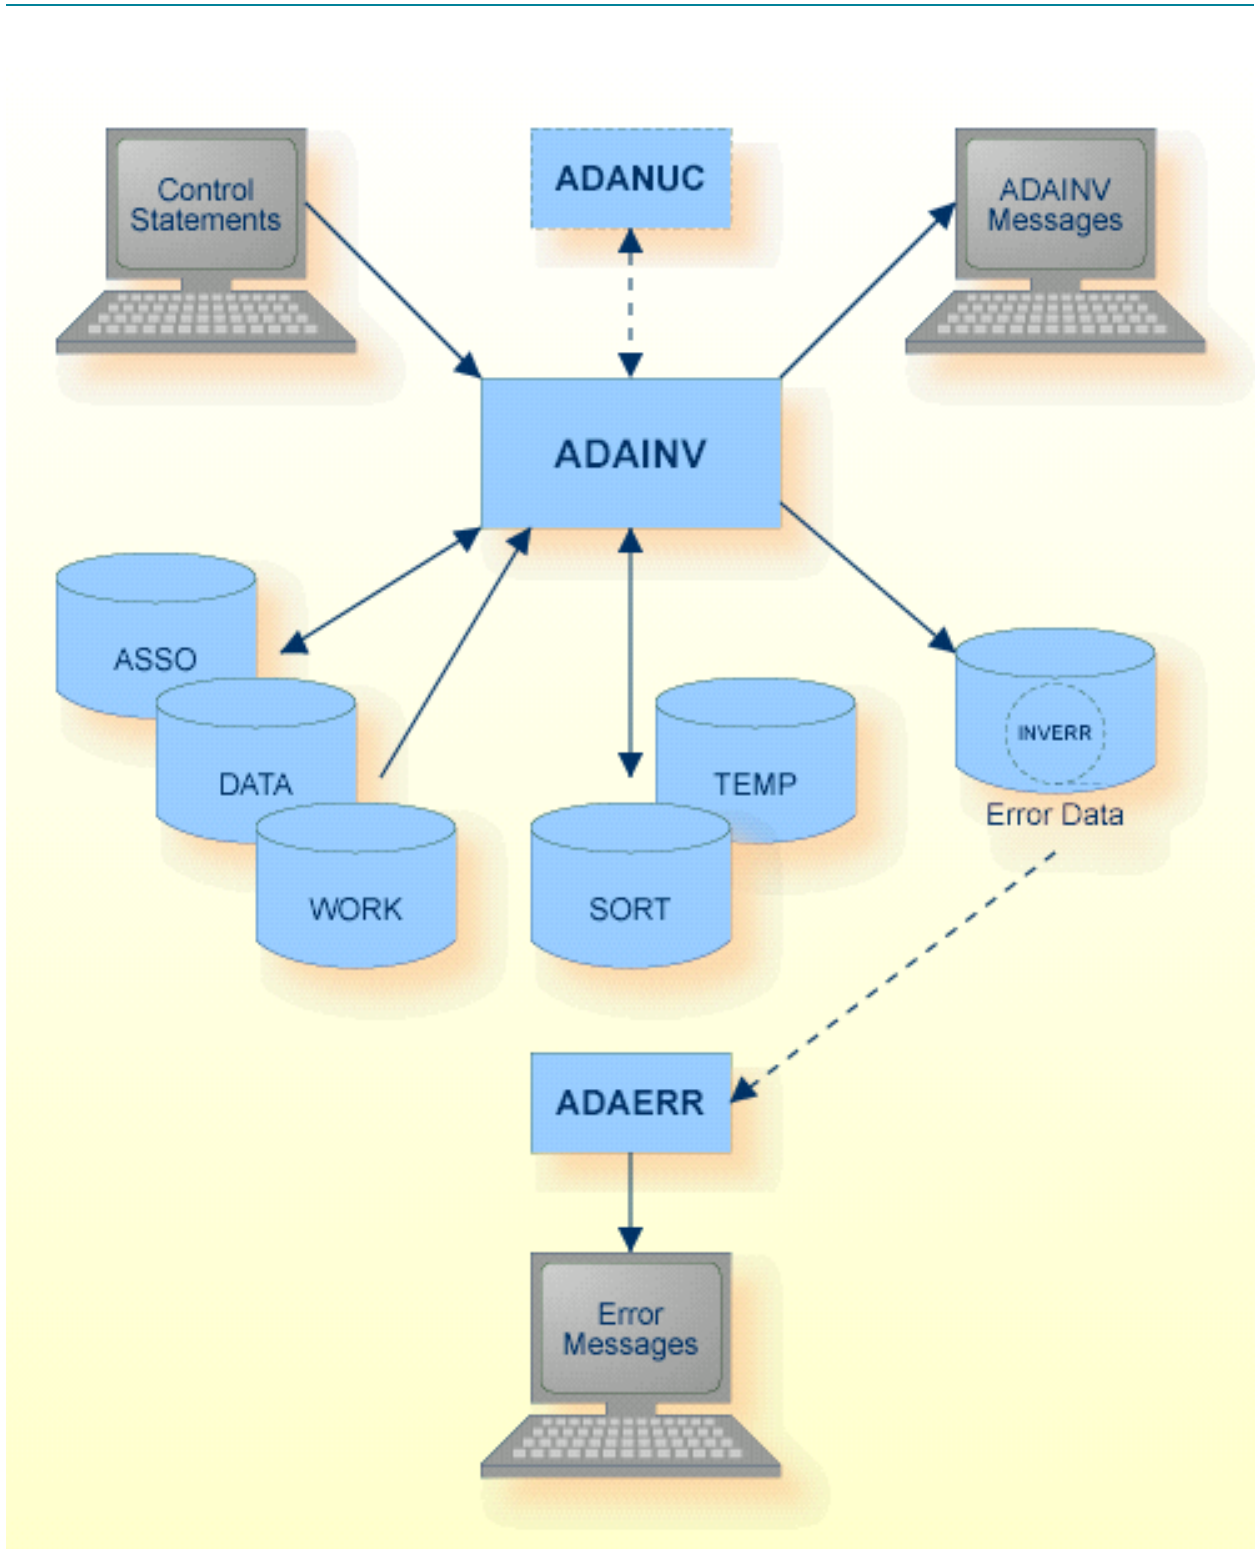 Control
Statements
ADANUC
ADAINV
Messages
ADAINV
ASSO
DATA
WORK
TEMP
SORT
INVERR
Error Data
ADAERR
Error
Messages